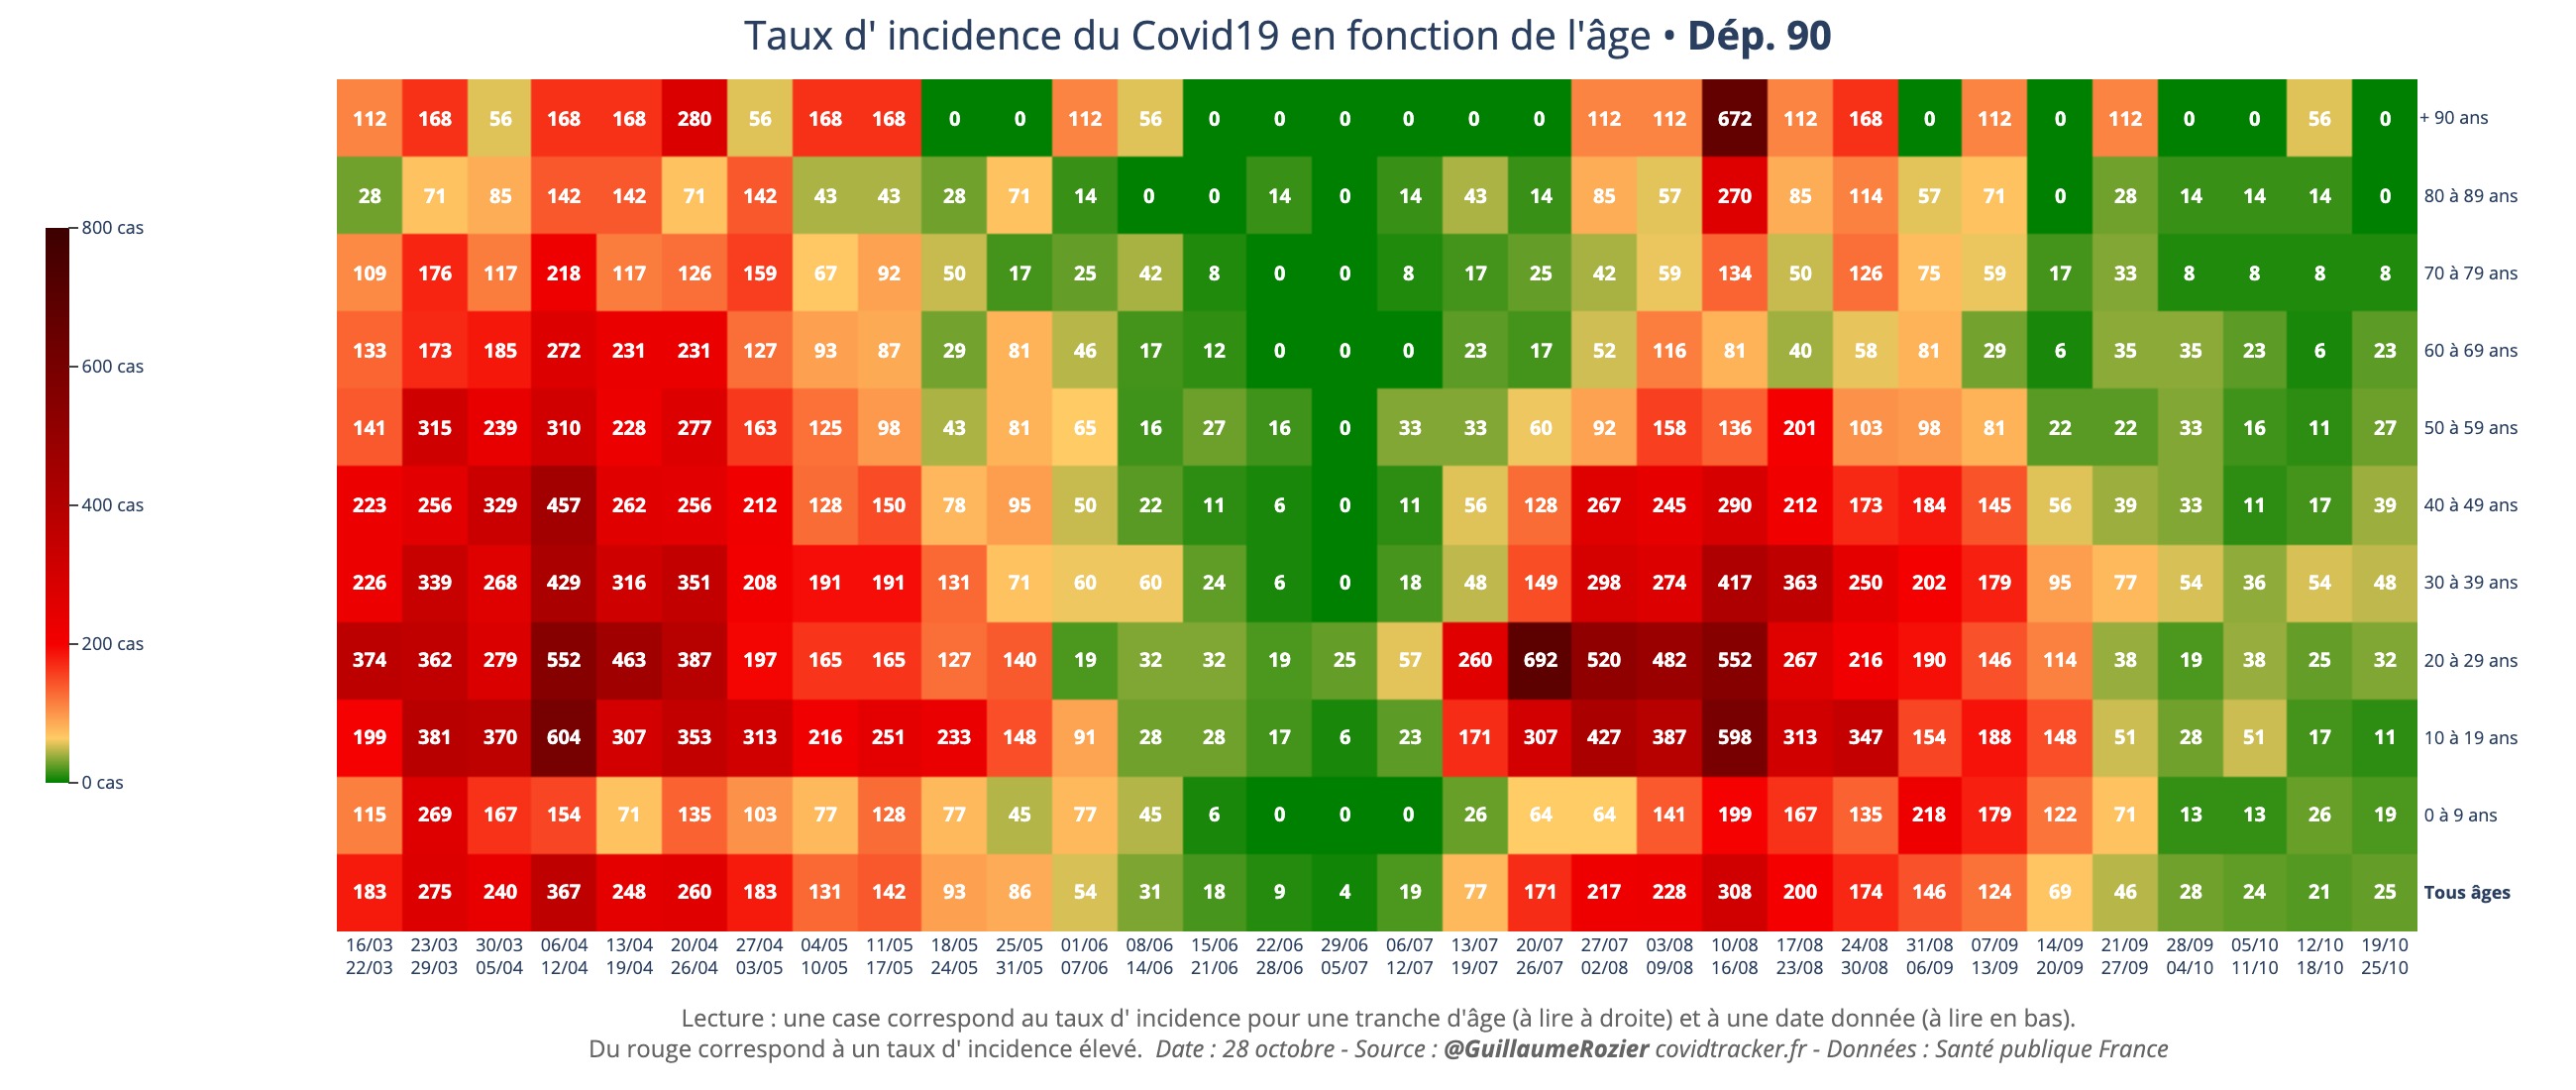 Taux d' incidence du Covid19 en fonction de l'âge • Dép. 90
112 168 56 168 168 280 56 168 168 0 0 112 56 0 0 0 0 0 0 112 112 672 112 168 0 112 0 112 0 0 56 0 + 90 ans
28 71 85 142 142 71 142 43 43 28 71 14 0 0 14 0 14 43 14 85 57 270 85 114 57 71 0 28 14 14 14 0 80 à 89 ans
109 176 117 218 117 126 159 67 92 50 17 25 42 8 0 0 8 17 25 42 59 134 50 126 75 59 17 33 8 8 8 8 70 à 79 ans
133 173 185 272 231 231 127 93 87 29 81 46 17 12 0 0 0 23 17 52 116 81 40 58 81 29 6 35 35 23 6 23 60 à 69 ans
141 315 239 310 228 277 163 125 98 43 81 65 16 27 16 0 33 33 60 92 158 136 201 103 98 81 22 22 33 16 11 27 50 à 59 ans
223 256 329 457 262 256 212 128 150 78 95 50 22 11 6 0 11 56 128 267 245 290 212 173 184 145 56 39 33 11 17 39 40 à 49 ans
226 339 268 429 316 351 208 191 191 131 71 60 60 24 6 0 18 48 149 298 274 417 363 250 202 179 95 77 54 36 54 48 30 à 39 ans
374 362 279 552 463 387 197 165 165 127 140 19 32 32 19 25 57 260 692 520 482 552 267 216 190 146 114 38 19 38 25 32 20 à 29 ans
199 381 370 604 307 353 313 216 251 233 148 91 28 28 17 6 23 171 307 427 387 598 313 347 154 188 148 51 28 51 17 11 10 à 19 ans
115 269 167 154 71 135 103 77 128 77 45 77 45 6 0 0 0 26 64 64 141 199 167 135 218 179 122 71 13 13 26 19 0 à 9 ans
183 275 240 367 248 260 183 131 142 93 86 54 31 18 9 4 19 77 171 217 228 308 200 174 146 124 69 46 28 24 21 25 Tous âges
16/03 23/03 30/03 06/04 13/04 20/04 27/04 04/05 11/05 18/05 25/05 01/06 08/06 15/06 22/06 29/06 06/07 13/07 20/07 27/07 03/08 10/08 17/08 24/08 31/08 07/09 14/09 21/09 28/09 05/10 12/10 19/10
22/03 29/03 05/04 12/04 19/04 26/04 03/05 10/05 17/05 24/05 31/05 07/06 14/06 21/06 28/06 05/07 12/07 19/07 26/07 02/08 09/08 16/08 23/08 30/08 06/09 13/09 20/09 27/09 04/10 11/10 18/10 25/10
800 cas
600 cas
400 cas
200 cas
0 cas
Lecture : une case correspond au taux d' incidence pour une tranche d'âge (à lire à droite) et à une date donnée (à lire en bas).
Du rouge correspond à un taux d' incidence élevé. Date : 28 octobre - Source : @GuillaumeRozier covidtracker.fr - Données : Santé publique France